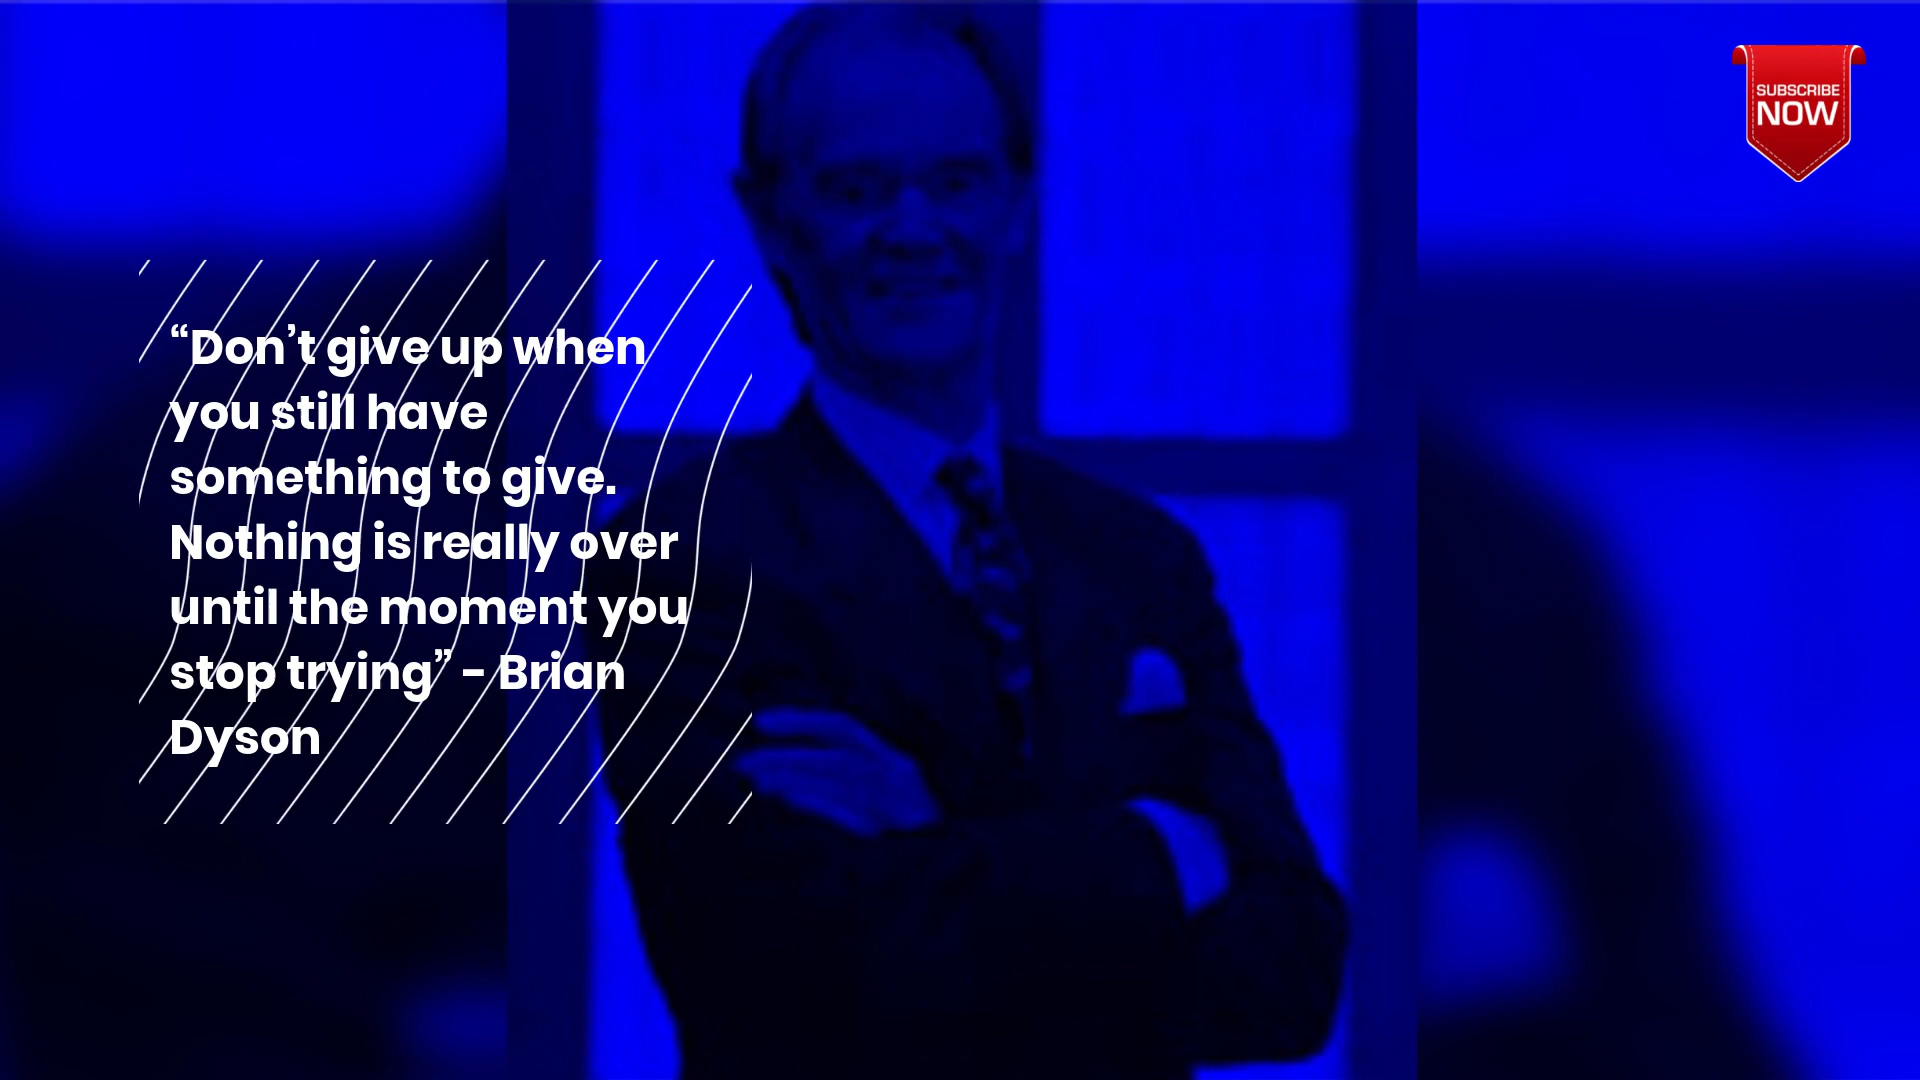 “Don’t give up when
you still have
something to give.
Nothing is really over
until the moment you
stop trying” - Brian
Dyson
SUBSCRIBE
NOW